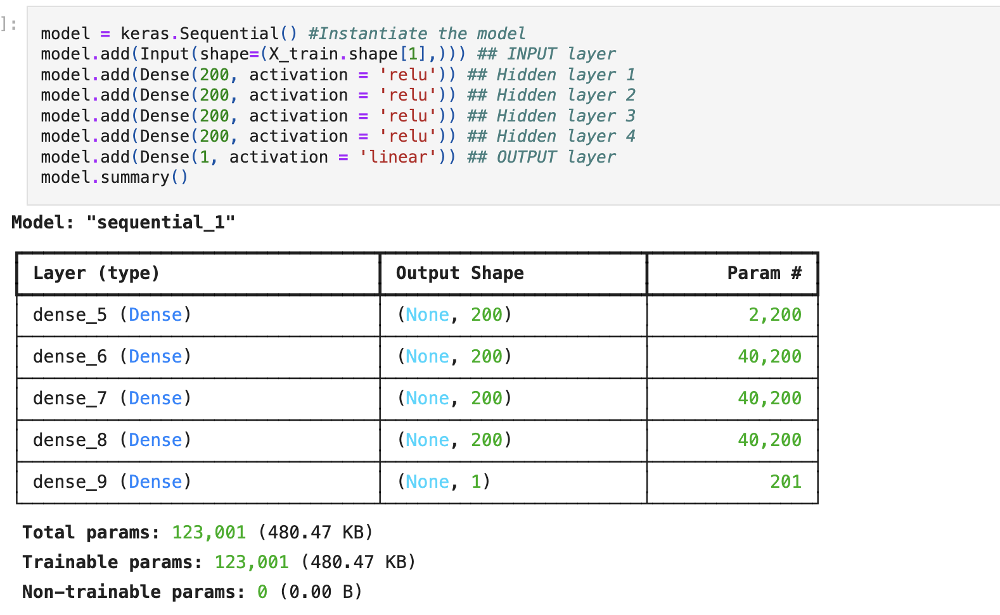 ]:
model = keras.Sequential() #Instantiate the model
model.add(Input(shape=(X_train.shape[1],))) ## INPUT layer
model.add(Dense(200, activation = 'relu')) ## Hidden layer 1
model.add(Dense(200, activation = 'relu')) ## Hidden layer 2
model.add(Dense(200, activation = 'relu')) ## Hidden layer 3
model.add(Dense(200, activation = 'relu')) ## Hidden layer 4
model.add(Dense(1, activation = 'linear')) ## OUTPUT layer
model.summary()
Model: "sequential_1"
Layer (type) Output Shape Param #
dense_5 (Dense) (None, 200) 2,200
dense_6 (Dense) (None, 200) 40,200
dense_7 (Dense) (None, 200) 40,200
dense_8 (Dense) (None, 200) 40,200
dense_9 (Dense) (None, 1) 201
Total params: 123,001 (480.47 KB)
Trainable params: 123,001 (480.47 KB)
Non-trainable params: 0 (0.00 B)